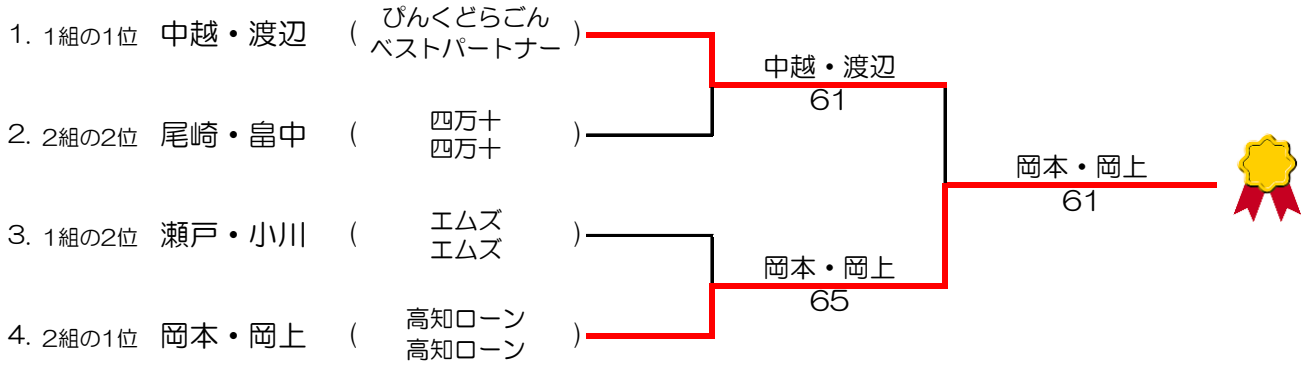 1. 1組の1位 中越・渡辺 ( ぴんくどらごん
ベストパートナー )
中越・渡辺
61
2. 2組の2位 尾崎・畠中 ( 四万十
四万十 )
岡本・岡上
61
3. 1組の2位 瀬戸・小川 ( エムズ
エムズ )
岡本・岡上
65
4. 2組の1位 岡本・岡上 ( 高知ローン
高知ローン )